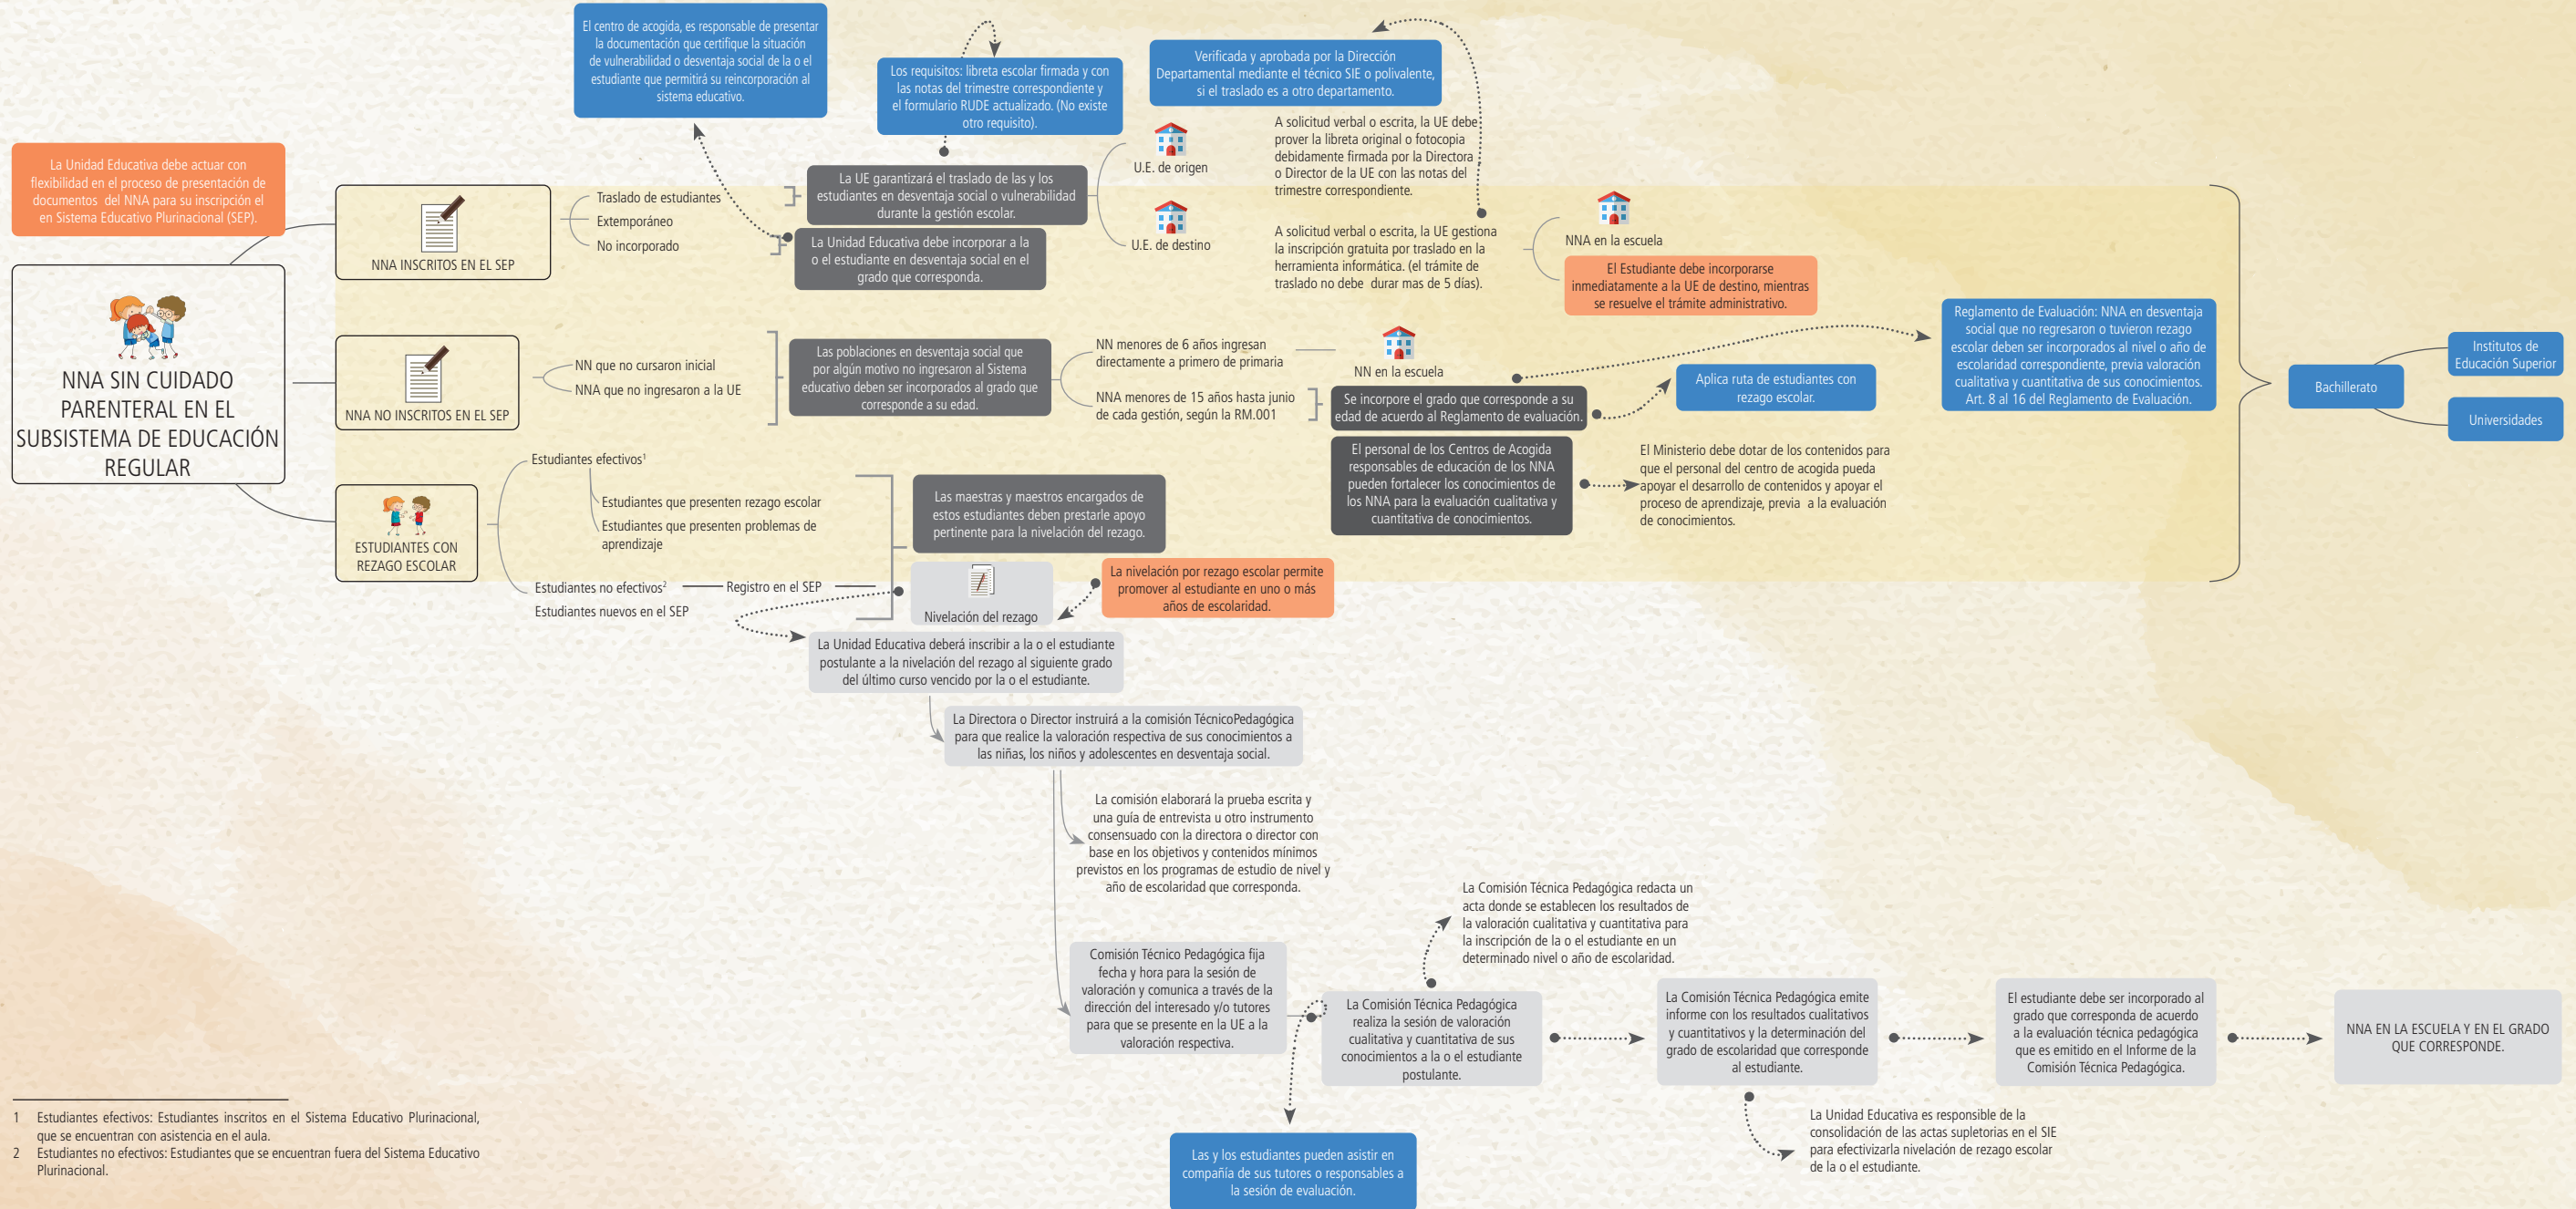 El centro de acogida, es responsable de presentar
la documentación que certifique la situación
de vulnerabilidad o desventaja social de la o el
estudiante que permitirá su reincorporación al
sistema educativo.
Los requisitos: libreta escolar firmada y con
las notas del trimestre correspondiente y
el formulario RUDE actualizado. (No existe
otro requisito).
Verificada y aprobada por la Dirección
Departamental mediante el técnico SIE o polivalente,
si el traslado es a otro departamento.
La Unidad Educativa debe actuar con
flexibilidad en el proceso de presentación de
documentos del NNA para su inscripción el
en Sistema Educativo Plurinacional (SEP).
NNA SIN CUIDADO
PARENTERAL EN EL
SUBSISTEMA DE EDUCACIÓN
REGULAR
NNA INSCRITOS EN EL SEP
Traslado de estudiantes
Extemporáneo
No incorporado
La UE garantizará el traslado de las y los
estudiantes en desventaja social o vulnerabilidad
durante la gestión escolar.
La Unidad Educativa debe incorporar a la
o el estudiante en desventaja social en el
grado que corresponda.
U.E. de origen
U.E. de destino
A solicitud verbal o escrita, la UE debe
prover la libreta original o fotocopia
debidamente firmada por la Directora
o Director de la UE con las notas del
trimestre correspondiente.
A solicitud verbal o escrita, la UE gestiona
la inscripción gratuita por traslado en la
herramienta informática. (el trámite de
traslado no debe durar mas de 5 días).
NNA en la escuela
El Estudiante debe incorporarse
inmediatamente a la UE de destino, mientras
se resuelve el trámite administrativo.
NNA NO INSCRITOS EN EL SEP
NN que no cursaron inicial
NNA que no ingresaron a la UE
Las poblaciones en desventaja social que
por algún motivo no ingresaron al Sistema
educativo deben ser incorporados al grado que
corresponde a su edad.
NN menores de 6 años ingresan
directamente a primero de primaria
NNA menores de 15 años hasta junio
de cada gestión, según la RM.001
NN en la escuela
Se incorpore el grado que corresponde a su
edad de acuerdo al Reglamento de evaluación.
El personal de los Centros de Acogida
responsables de educación de los NNA
pueden fortalecer los conocimientos de
los NNA para la evaluación cualitativa y
cuantitativa de conocimientos.
Aplica ruta de estudiantes con
rezago escolar.
El Ministerio debe dotar de los contenidos para
que el personal del centro de acogida pueda
apoyar el desarrollo de contenidos y apoyar el
proceso de aprendizaje, previa a la evaluación
de conocimientos.
Reglamento de Evaluación: NNA en desventaja
social que no regresaron o tuvieron rezago
escolar deben ser incorporados al nivel o año de
escolaridad correspondiente, previa valoración
cualitativa y cuantitativa de sus conocimientos.
Art. 8 al 16 del Reglamento de Evaluación.
Bachillerato
Institutos de
Educación Superior
Universidades
ESTUDIANTES CON
REZAGO ESCOLAR
Estudiantes efectivos1
Estudiantes que presenten rezago escolar
Estudiantes que presenten problemas de
aprendizaje
Estudiantes no efectivos2
Registro en el SEP
Estudiantes nuevos en el SEP
Las maestras y maestros encargados de
estos estudiantes deben prestarle apoyo
pertinente para la nivelación del rezago.
Nivelación del rezago
La nivelación por rezago escolar permite
promover al estudiante en uno o más
años de escolaridad.
La Unidad Educativa deberá inscribir a la o el estudiante
postulante a la nivelación del rezago al siguiente grado
del último curso vencido por la o el estudiante.
La Directora o Director instruirá a la comisión TécnicoPedagógica
para que realice la valoración respectiva de sus conocimientos a
las niñas, los niños y adolescentes en desventaja social.
La comisión elaborará la prueba escrita y
una guía de entrevista u otro instrumento
consensuado con la directora o director con
base en los objetivos y contenidos mínimos
previstos en los programas de estudio de nivel y
año de escolaridad que corresponda.
Comisión Técnico Pedagógica fija
fecha y hora para la sesión de
valoración y comunica a través de la
dirección del interesado y/o tutores
para que se presente en la UE a la
valoración respectiva.
La Comisión Técnica Pedagógica redacta un
acta donde se establecen los resultados de
la valoración cualitativa y cuantitativa para
la inscripción de la o el estudiante en un
determinado nivel o año de escolaridad.
La Comisión Técnica Pedagógica
realiza la sesión de valoración
cualitativa y cuantitativa de sus
conocimientos a la o el estudiante
postulante.
La Comisión Técnica Pedagógica emite
informe con los resultados cualitativos
y cuantitativos y la determinación del
grado de escolaridad que corresponde
al estudiante.
El estudiante debe ser incorporado al
grado que corresponda de acuerdo
a la evaluación técnica pedagógica
que es emitido en el Informe de la
Comisión Técnica Pedagógica.
NNA EN LA ESCUELA Y EN EL GRADO
QUE CORRESPONDE.
La Unidad Educativa es responsible de la
consolidación de las actas supletorias en el SIE
para efectivizarla nivelación de rezago escolar
de la o el estudiante.
Las y los estudiantes pueden asistir en
compañía de sus tutores o responsables a
la sesión de evaluación.
1 Estudiantes efectivos: Estudiantes inscritos en el Sistema Educativo Plurinacional,
que se encuentran con asistencia en el aula.
2 Estudiantes no efectivos: Estudiantes que se encuentran fuera del Sistema Educativo
Plurinacional.